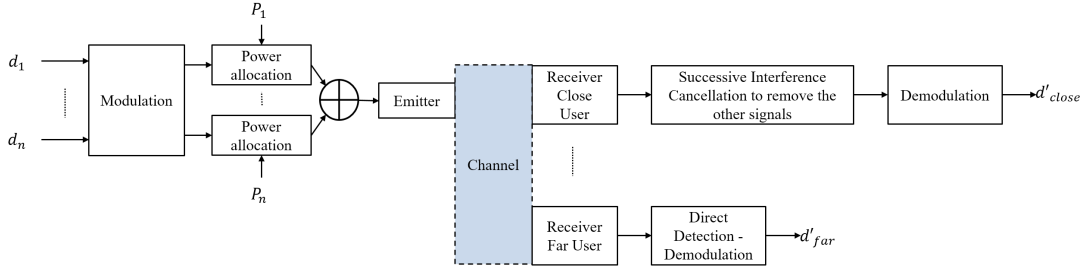 P₁
d₁
dₙ
Modulation
Power
allocation
Power
allocation
Pₙ
Emitter
Channel
Receiver
Close
User
Successive Interference
Cancellation to remove the
other signals
Demodulation
d'close
Receiver
Far User
Direct
Detection -
Demodulation
d'far